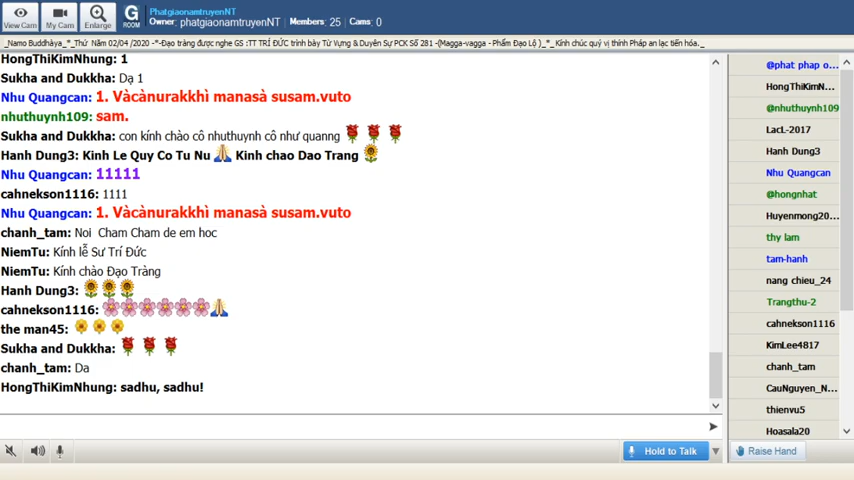 View Cam
My Cam
Enlarge
G
ROOM
PhatgiaonamtruyenNT
Owner: phatgiaonamtruyenNT | Members: 25 | Cams: 0
_Namo Buddhàya_*_Thứ Năm 02/04 /2020 -*-Đạo tràng được nghe GS :TT TRÍ ĐỨC trình bày Từ Vựng & Duyên Sự PCK Số 281 -(Magga-vagga - Phẩm Đạo Lộ )_*_ Kính chúc quý vị thính Pháp an lạc tiến hóa._
HongThiKimNhung: 1
Sukha and Dukkha: Dạ 1
Nhu Quangcan: 1. Vàcànurakkhì manasà susam.vuto
nhuthuynh109: sam.
Sukha and Dukkha: con kính chào cô nhuthuynh cô như quanng
Hanh Dung3: Kinh Le Quy Co Tu Nu Kinh chao Dao Trang
Nhu Quangcan: 11111
cahnekson1116: 1111
Nhu Quangcan: 1. Vàcànurakkhì manasà susam.vuto
chanh_tam: Noi Cham Cham de em hoc
NiemTu: Kính lễ Sư Trí Đức
NiemTu: Kính chào Đạo Tràng
Hanh Dung3:
cahnekson1116:
the man45:
Sukha and Dukkha:
chanh_tam: Da
HongThiKimNhung: sadhu, sadhu!
Hold to Talk
@phat phap o...
HongThiKimN...
@nhuthuynh109
LacL-2017
Hanh Dung3
Nhu Quangcan
@hongnhat
Huyenmong20...
thy lam
tam-hanh
nang chieu_24
Trangthu-2
cahnekson1116
KimLee4817
chanh_tam
CauNguyen_N...
thienvu5
Hoasala20
Raise Hand